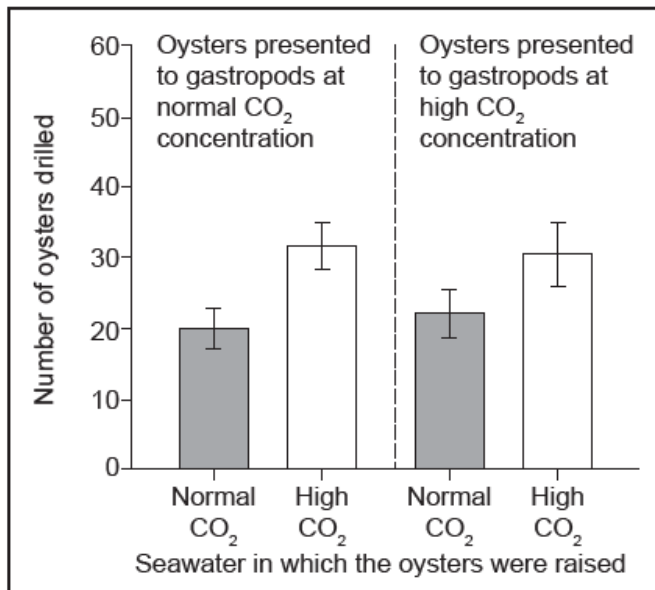 60
50
40
30
20
10
0
Number of oysters drilled
Oysters presented
to gastropods at
normal CO₂
concentration
Oysters presented
to gastropods at
high CO₂
concentration
Normal
CO₂
High
CO₂
Normal
CO₂
High
CO₂
Seawater in which the oysters were raised